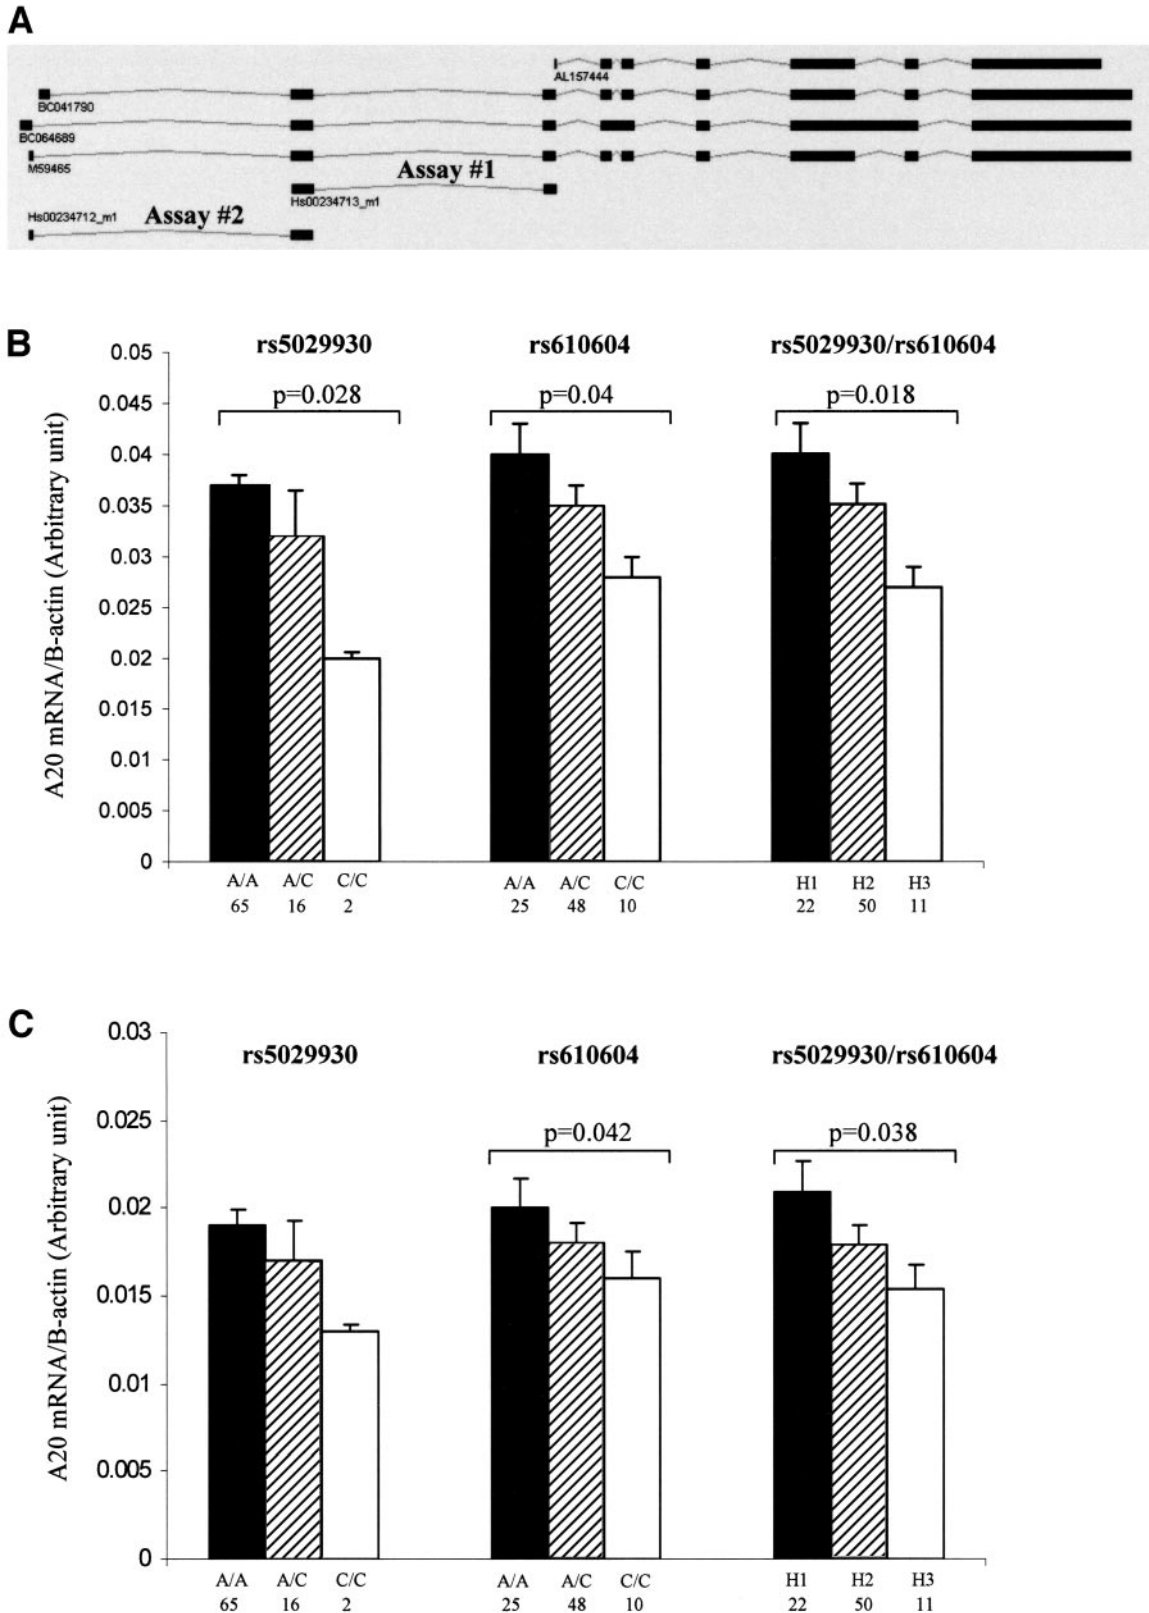 A
AL157444
BC041790
BC064689
M59465
Assay #1
Hs00234713_m1
Hs00234712_m1
Assay #2
B
rs5029930
rs610604
rs5029930/rs610604
p=0.028
p=0.04
p=0.018
A20 mRNA/B-actin (Arbitrary unit)
0.05
0.045
0.04
0.035
0.03
0.025
0.02
0.015
0.01
0.005
0
A/A A/C C/C
65 16 2
A/A A/C C/C
25 48 10
H1 H2 H3
22 50 11
C
rs5029930
rs610604
rs5029930/rs610604
p=0.042
p=0.038
A20 mRNA/B-actin (Arbitrary unit)
0.03
0.025
0.02
0.015
0.01
0.005
0
A/A A/C C/C
65 16 2
A/A A/C C/C
25 48 10
H1 H2 H3
22 50 11